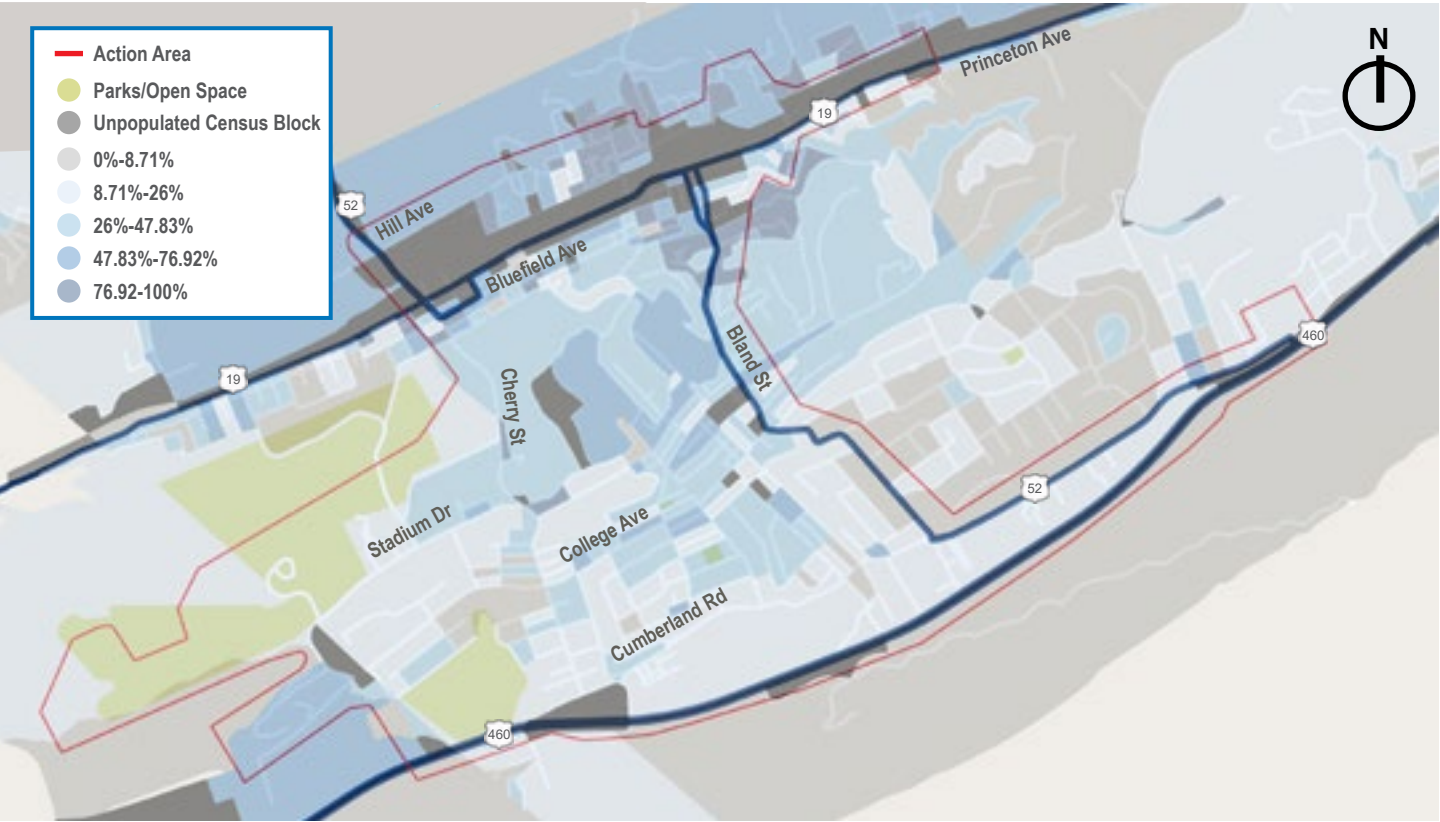 Action Area
Parks/Open Space
Unpopulated Census Block
0%-8.71%
8.71%-26%
26%-47.83%
47.83%-76.92%
76.92-100%
N
Princeton Ave
19
52
Hill Ave
Bluefield Ave
19
Cherry St
Bland St
460
Stadium Dr
College Ave
52
Cumberland Rd
460